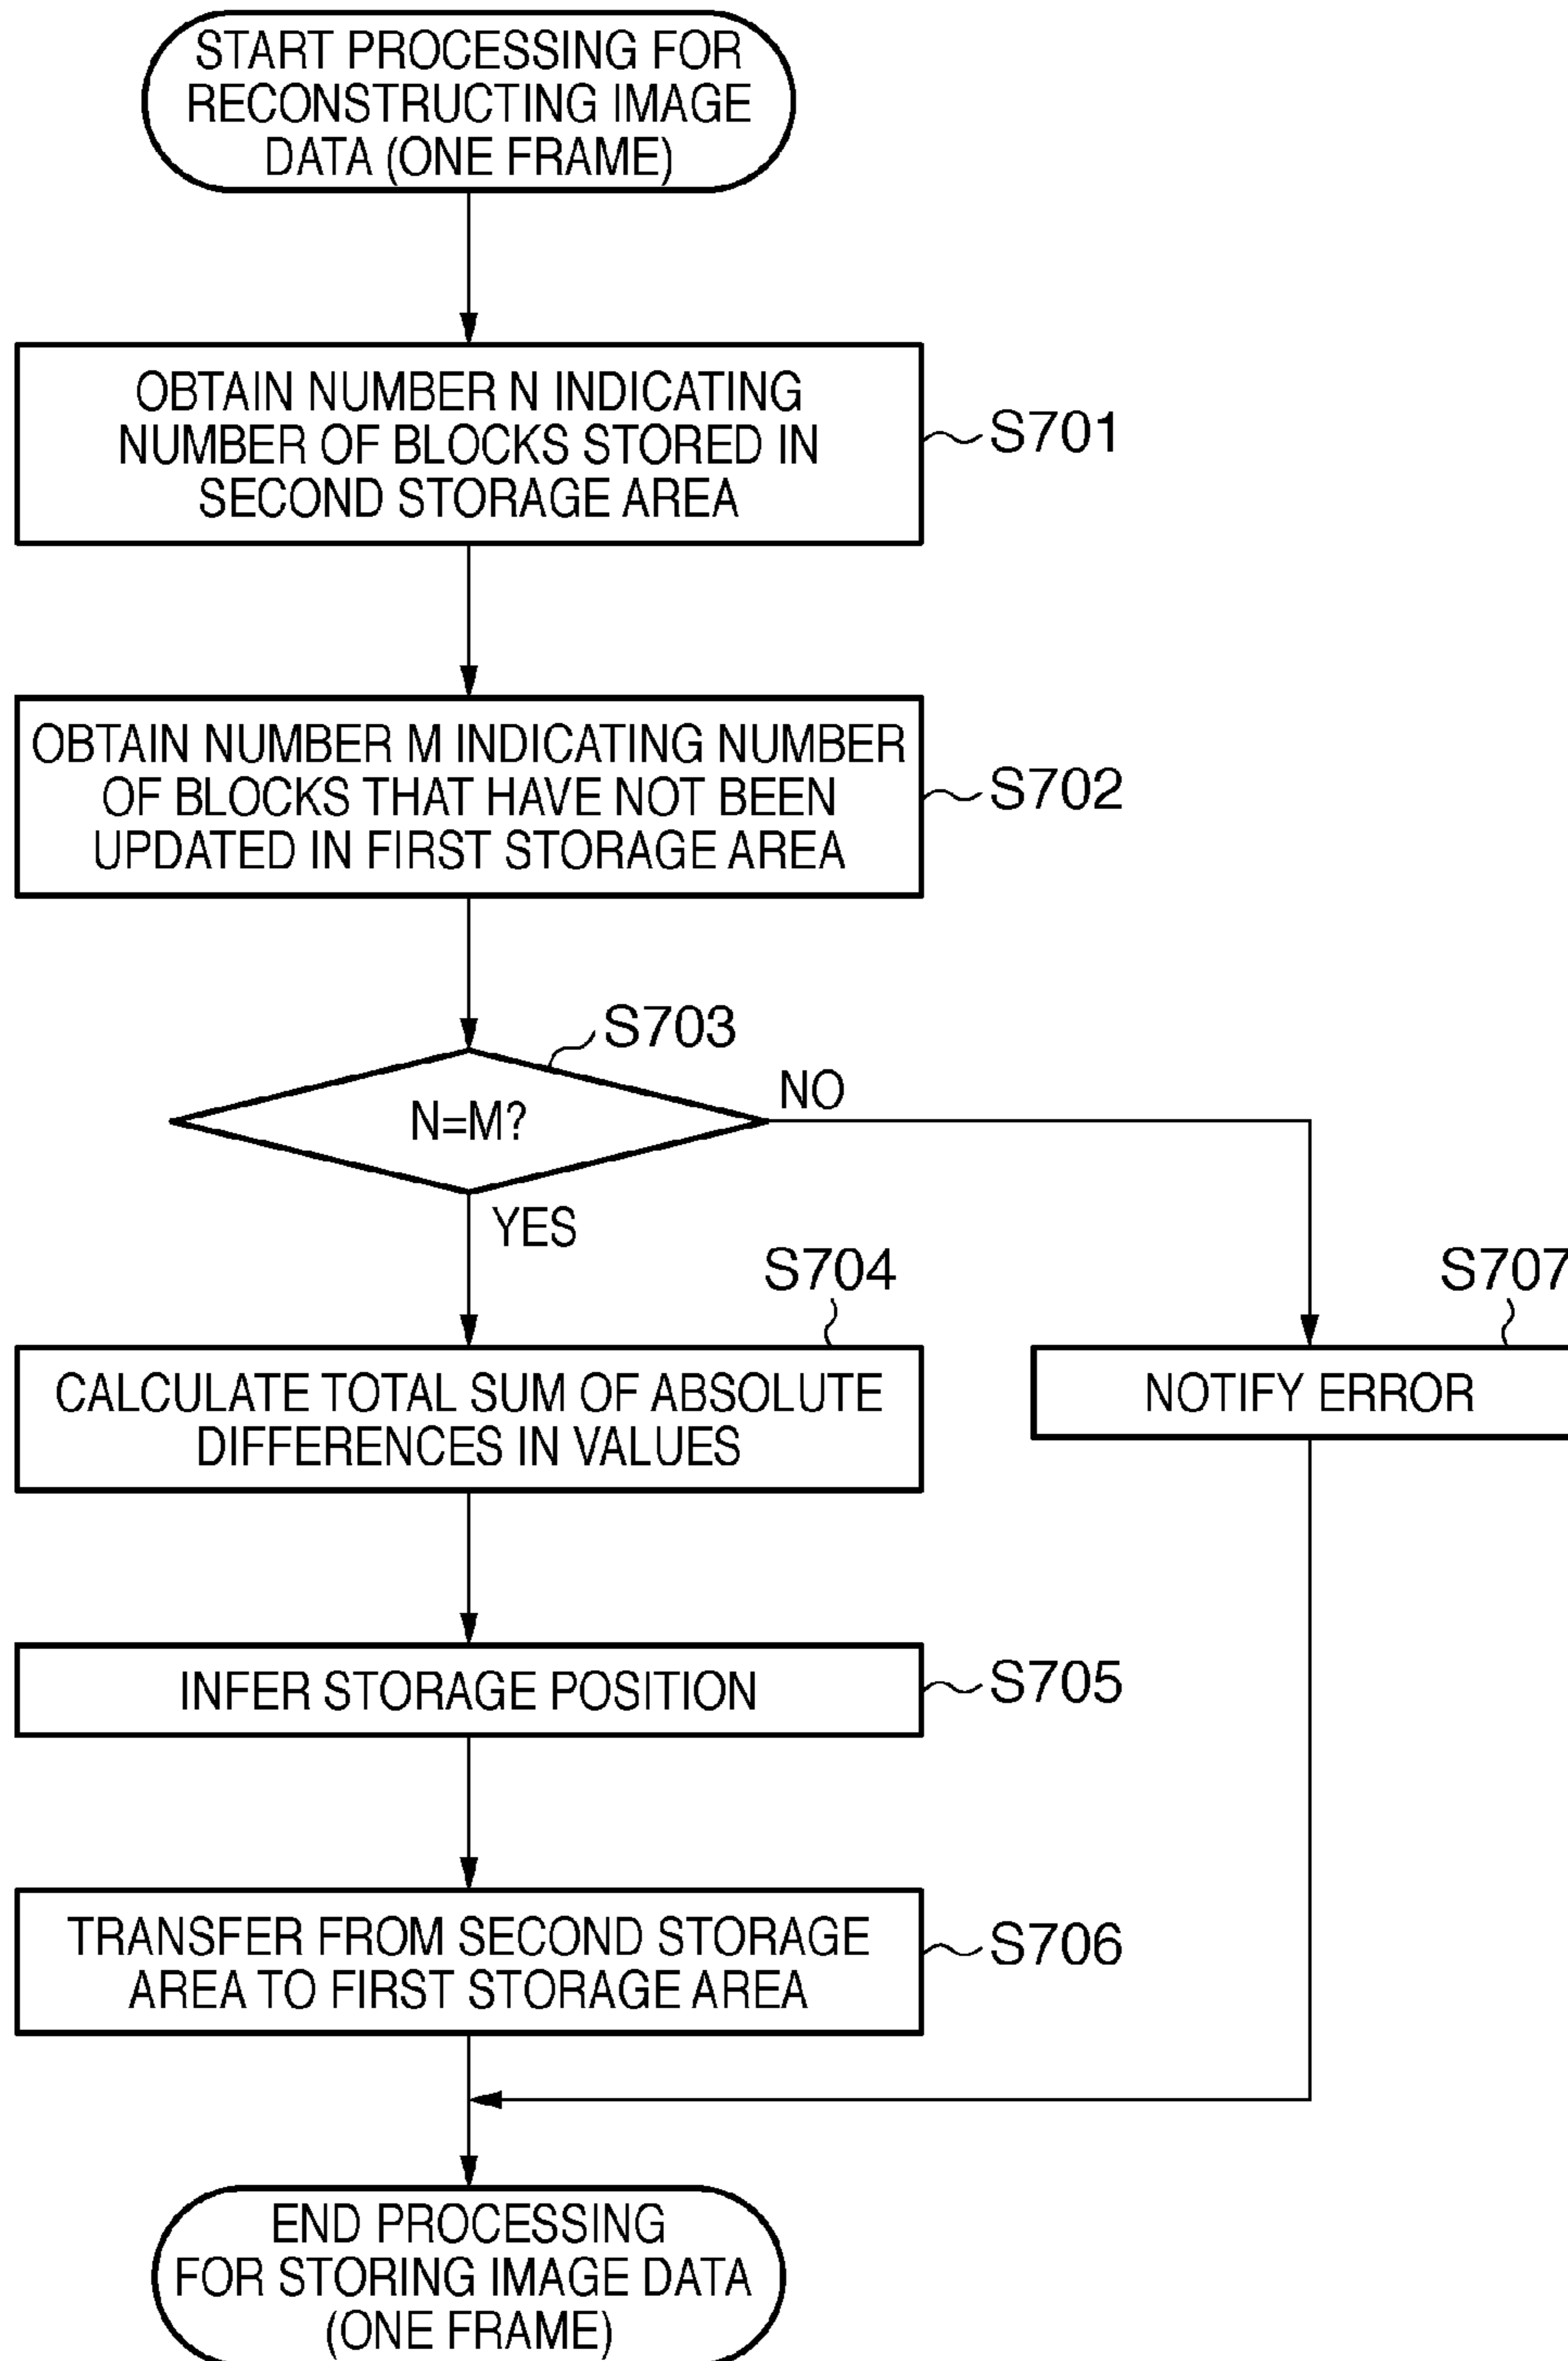 START PROCESSING FOR
RECONSTRUCTING IMAGE
DATA (ONE FRAME)
OBTAIN NUMBER N INDICATING
NUMBER OF BLOCKS STORED IN
SECOND STORAGE AREA
S701
OBTAIN NUMBER M INDICATING NUMBER
OF BLOCKS THAT HAVE NOT BEEN
UPDATED IN FIRST STORAGE AREA
S702
S703
N=M?
NO
YES
S704
CALCULATE TOTAL SUM OF ABSOLUTE
DIFFERENCES IN VALUES
S707
NOTIFY ERROR
INFER STORAGE POSITION
S705
TRANSFER FROM SECOND STORAGE
AREA TO FIRST STORAGE AREA
S706
END PROCESSING
FOR STORING IMAGE DATA
(ONE FRAME)